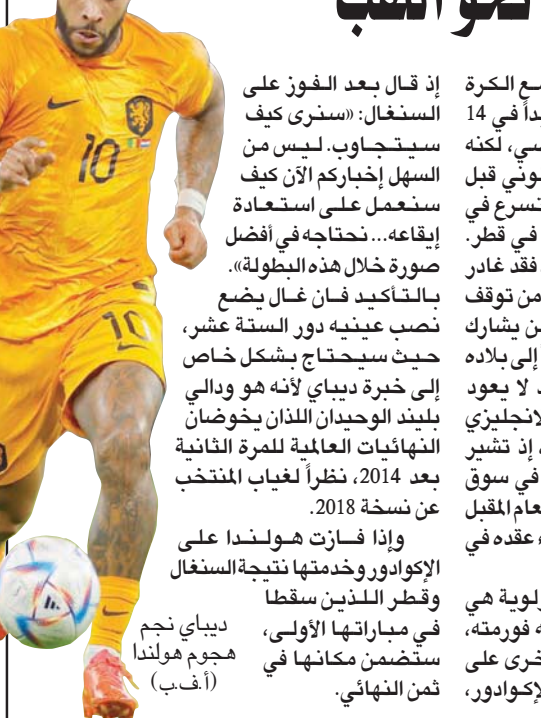 نحو
إذ قال بعد الفوز على
السنغال: «سنرى كيف
سيتجاوب. ليس من
السهل إخباركم الآن كيف
سنعمل على استعادة
إيقاعه... نحتاجه في أفضل
صورة خلال هذه البطولة».
بالتأكيد فان غال يضع
نصب عينيه دور الستة عشر،
حيث سيحتاج بشكل خاص
إلى خبرة ديباي لأنه هو ودالي
بليند الوحيدان اللذان يخوضان
النهائيات العالمية للمرة الثانية
بعد 2014، نظراً لغياب المنتخب
عن نسخة 2018.
وإذا فازت هولندا على
الإكوادور وخدمتها نتيجة السنغال
وقطر اللذين سقطا
في مباراتها الأولى،
ستضمن مكانها في
ثمن النهائي.
ع الكرة
في 14
لكنه
قبل
تسرع في
في قطر.
فقد غادر
من توقف
يشارك
إلى بلاده
لا يعود
إذ تشير
في سوق
عقده في
هي
فورمته،
على
ديباي نجم
هجوم هولندا
(أ.ف.ب)
10
10